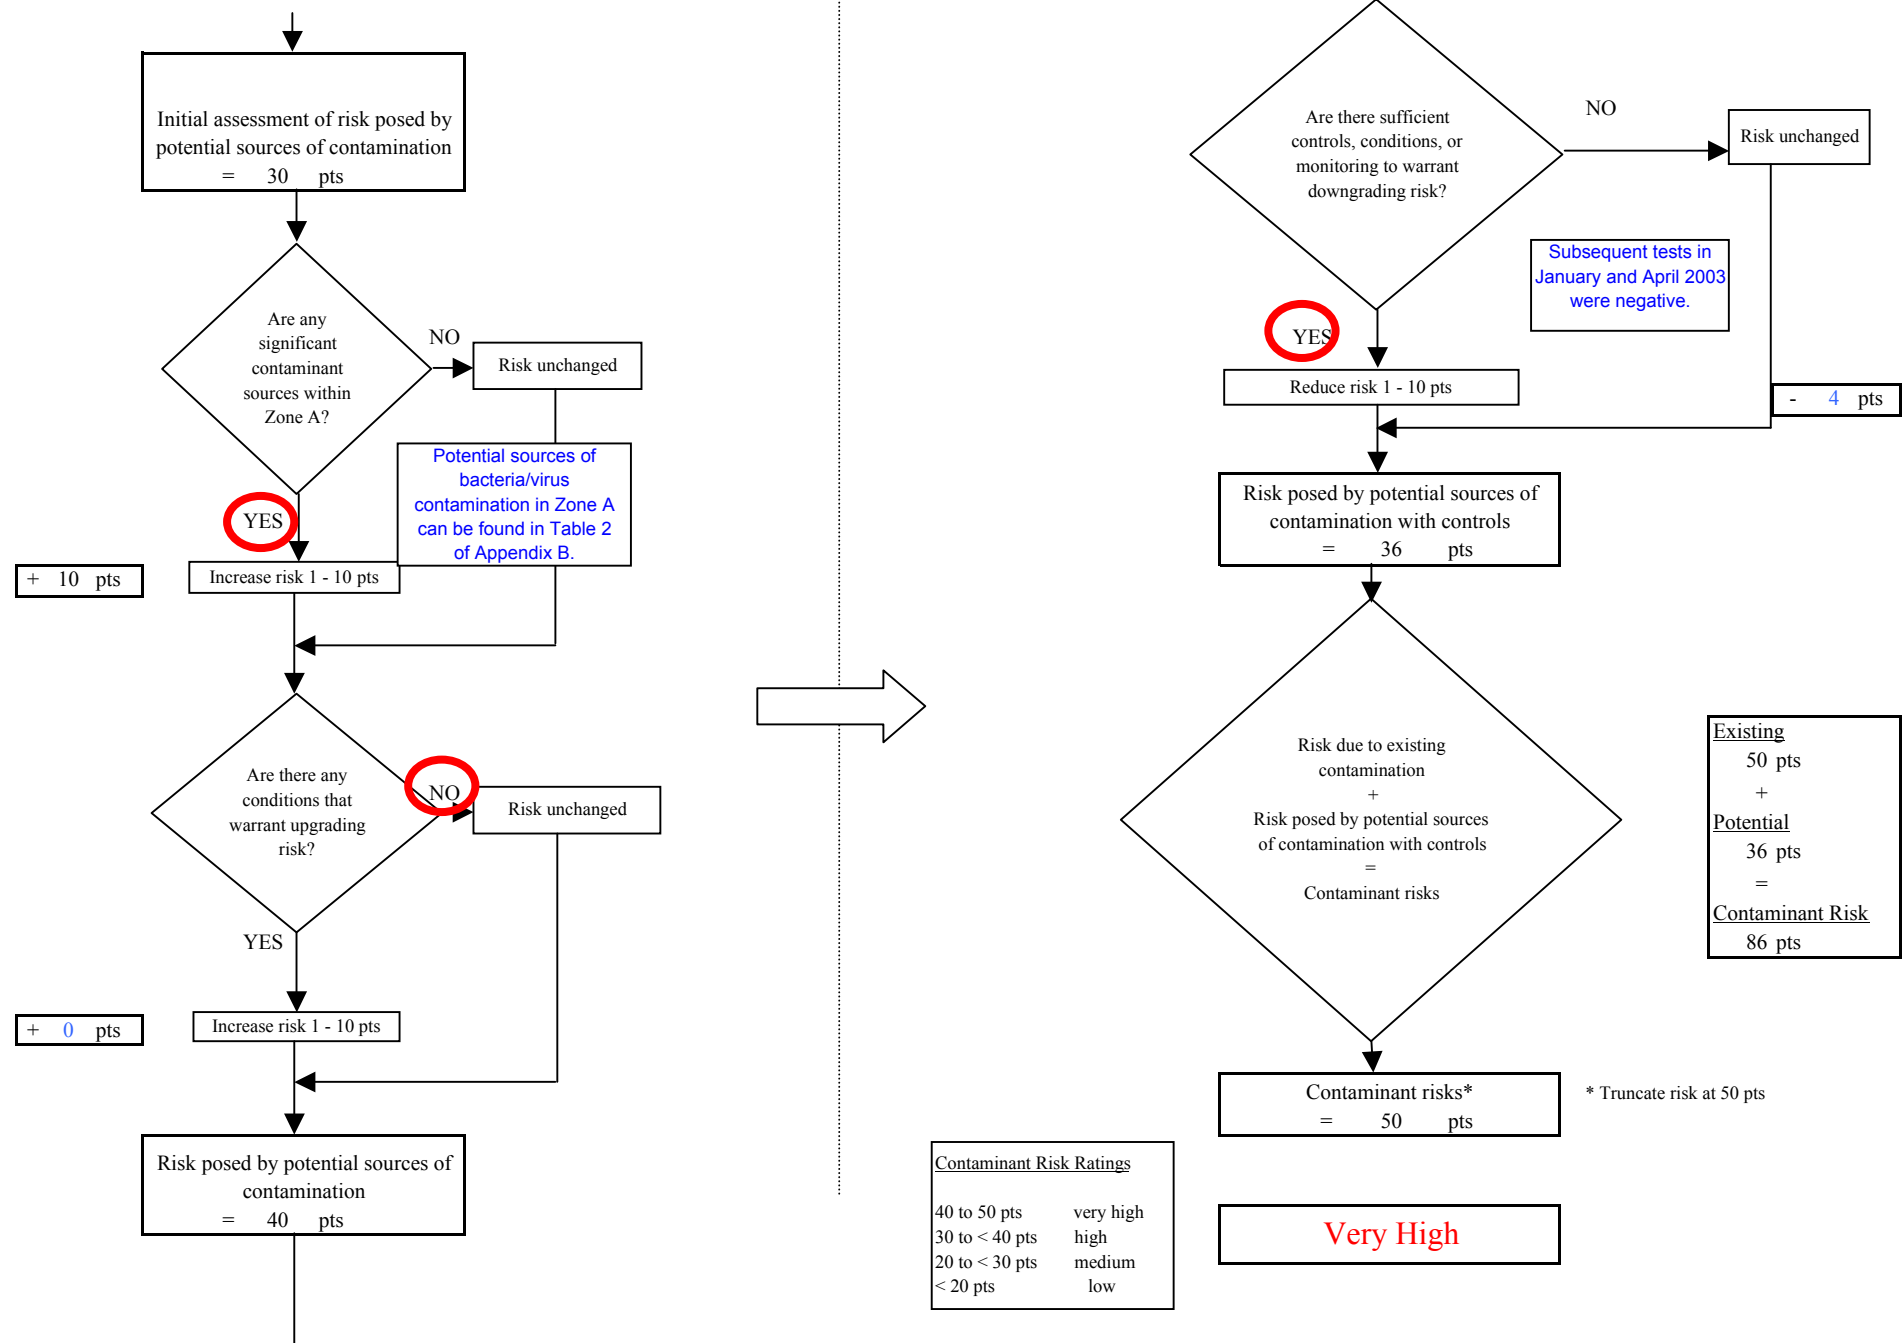 Initial assessment of risk posed by
potential sources of contamination
= 30 pts
Are any
significant
contaminant
sources within
Zone A?
NO
Risk unchanged
Potential sources of
bacteria/virus
contamination in Zone A
can be found in Table 2
of Appendix B.
YES
+ 10 pts
Increase risk 1 - 10 pts
Are there any
conditions that
warrant upgrading
risk?
NO
Risk unchanged
YES
+ 0 pts
Increase risk 1 - 10 pts
Risk posed by potential sources of
contamination
= 40 pts
Are there sufficient
controls, conditions, or
monitoring to warrant
downgrading risk?
NO
Risk unchanged
Subsequent tests in
January and April 2003
were negative.
YES
Reduce risk 1 - 10 pts
- 4 pts
Risk posed by potential sources of
contamination with controls
= 36 pts
Risk due to existing
contamination
+
Risk posed by potential sources
of contamination with controls
=
Contaminant risks
Existing
50 pts
+
Potential
36 pts
=
Contaminant Risk
86 pts
Contaminant risks*
= 50 pts
* Truncate risk at 50 pts
Contaminant Risk Ratings
40 to 50 pts very high
30 to < 40 pts high
20 to < 30 pts medium
< 20 pts low
Very High